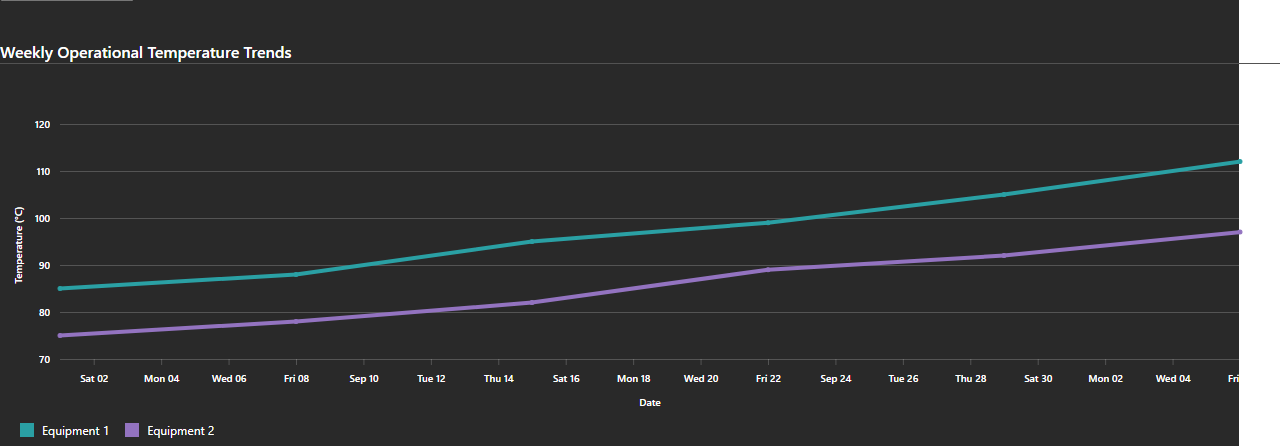 Weekly Operational Temperature Trends
120
110
100
90
80
70
Temperature (°C)
Sat 02 Mon 04 Wed 06 Fri 08 Sep 10 Tue 12 Thu 14 Sat 16 Mon 18 Wed 20 Fri 22 Sep 24 Tue 26 Thu 28 Sat 30 Mon 02 Wed 04 Fri
Date
Equipment 1 Equipment 2